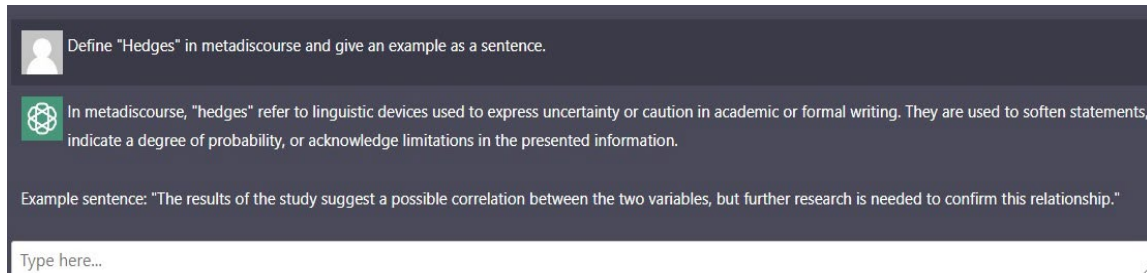 Define "Hedges" in metadiscourse and give an example as a sentence.
In metadiscourse, "hedges" refer to linguistic devices used to express uncertainty or caution in academic or formal writing. They are used to soften statements,
indicate a degree of probability, or acknowledge limitations in the presented information.
Example sentence: "The results of the study suggest a possible correlation between the two variables, but further research is needed to confirm this relationship."
Type here...